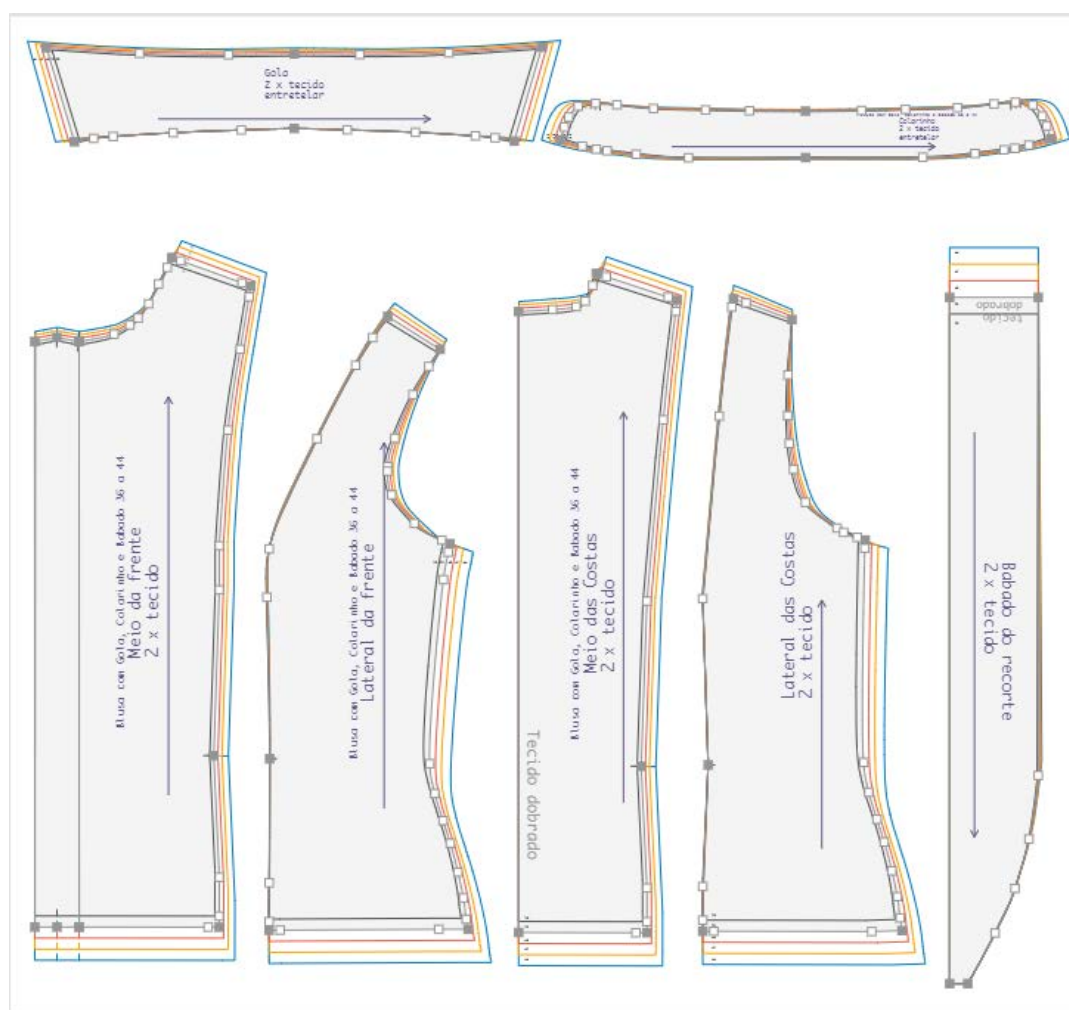 Gola
2 x tecido
entretelar
Colarinho
2 x tecido
entretelar
Blusa com Gola, Colarinho e Babado 36 a 44
Meio da frente
2 x tecido
Blusa com Gola, Colarinho e Babado 36 a 44
Lateral da frente
Tecido dobrado
Blusa com Gola, Colarinho e Babado 36 a 44
Meio das Costas
2 x tecido
Lateral das Costas
2 x tecido
tecido
dobrado
Babado do recorte
2 x tecido